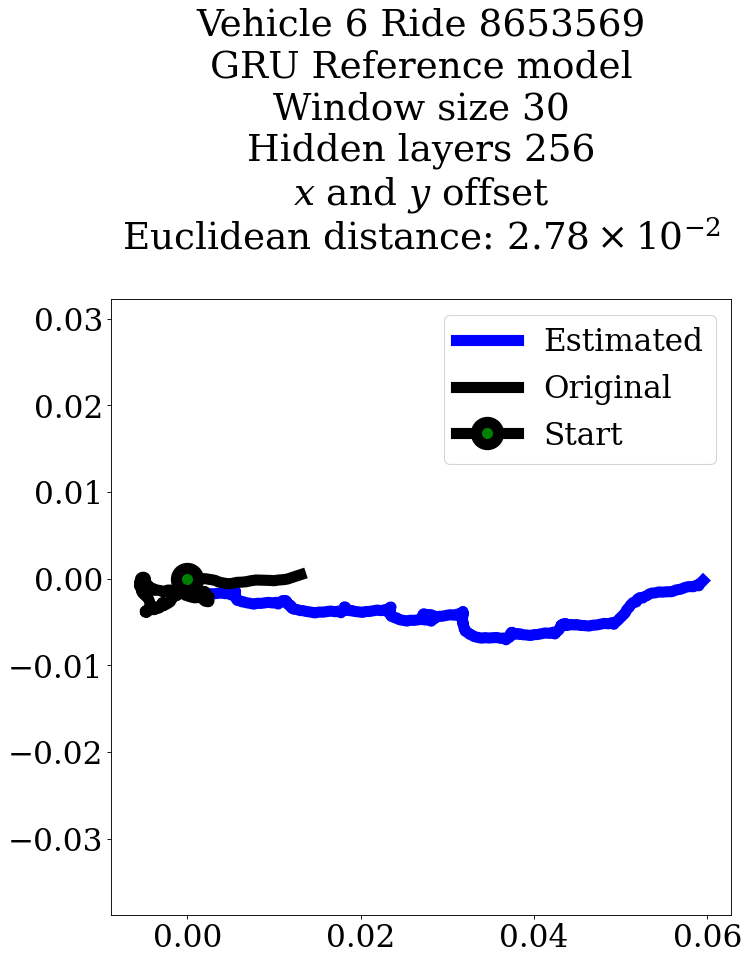 Vehicle 6 Ride 8653569
GRU Reference model
Window size 30
Hidden layers 256
x and y offset
Euclidean distance: 2.78 × 10⁻²
Estimated
Original
Start
0.03
0.02
0.01
0.00
−0.01
−0.02
−0.03
0.00 0.02 0.04 0.06